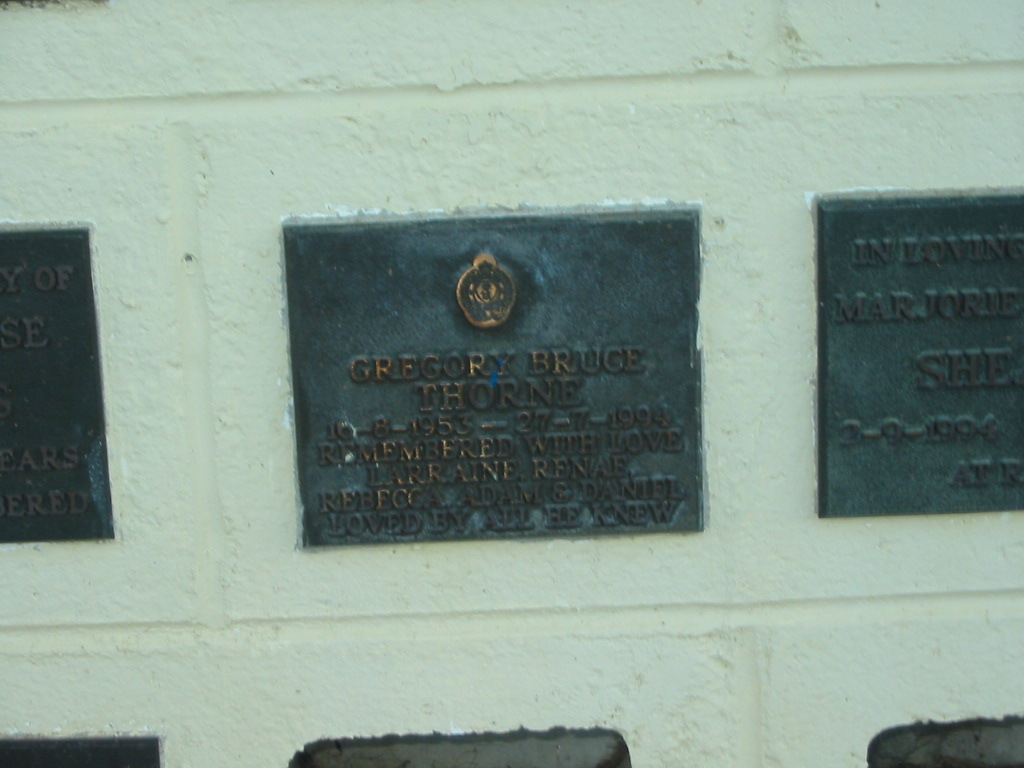 Y OF
SE
S
EARS
BERED
GREGORY BRUCE
THORNE
16-8-1953 — 27-7-1994
REMEMBERED WITH LOVE
LARRAINE, RENAE,
REBECCA, ADAM & DANIEL
LOVED BY ALL HE KNEW
IN LOVING
MARJORIE
SHE
2-9-1994
AT R